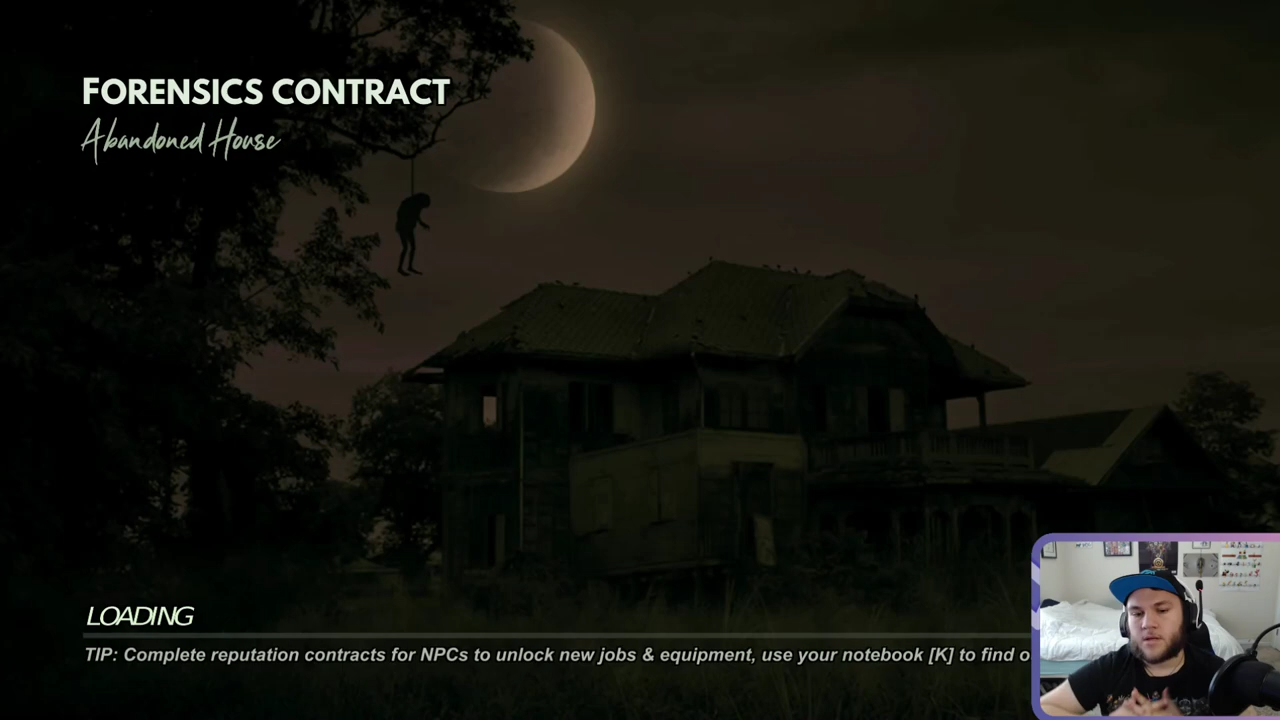 FORENSICS CONTRACT
Abandoned House
LOADING
TIP: Complete reputation contracts for NPCs to unlock new jobs & equipment, use your notebook [K] to find o